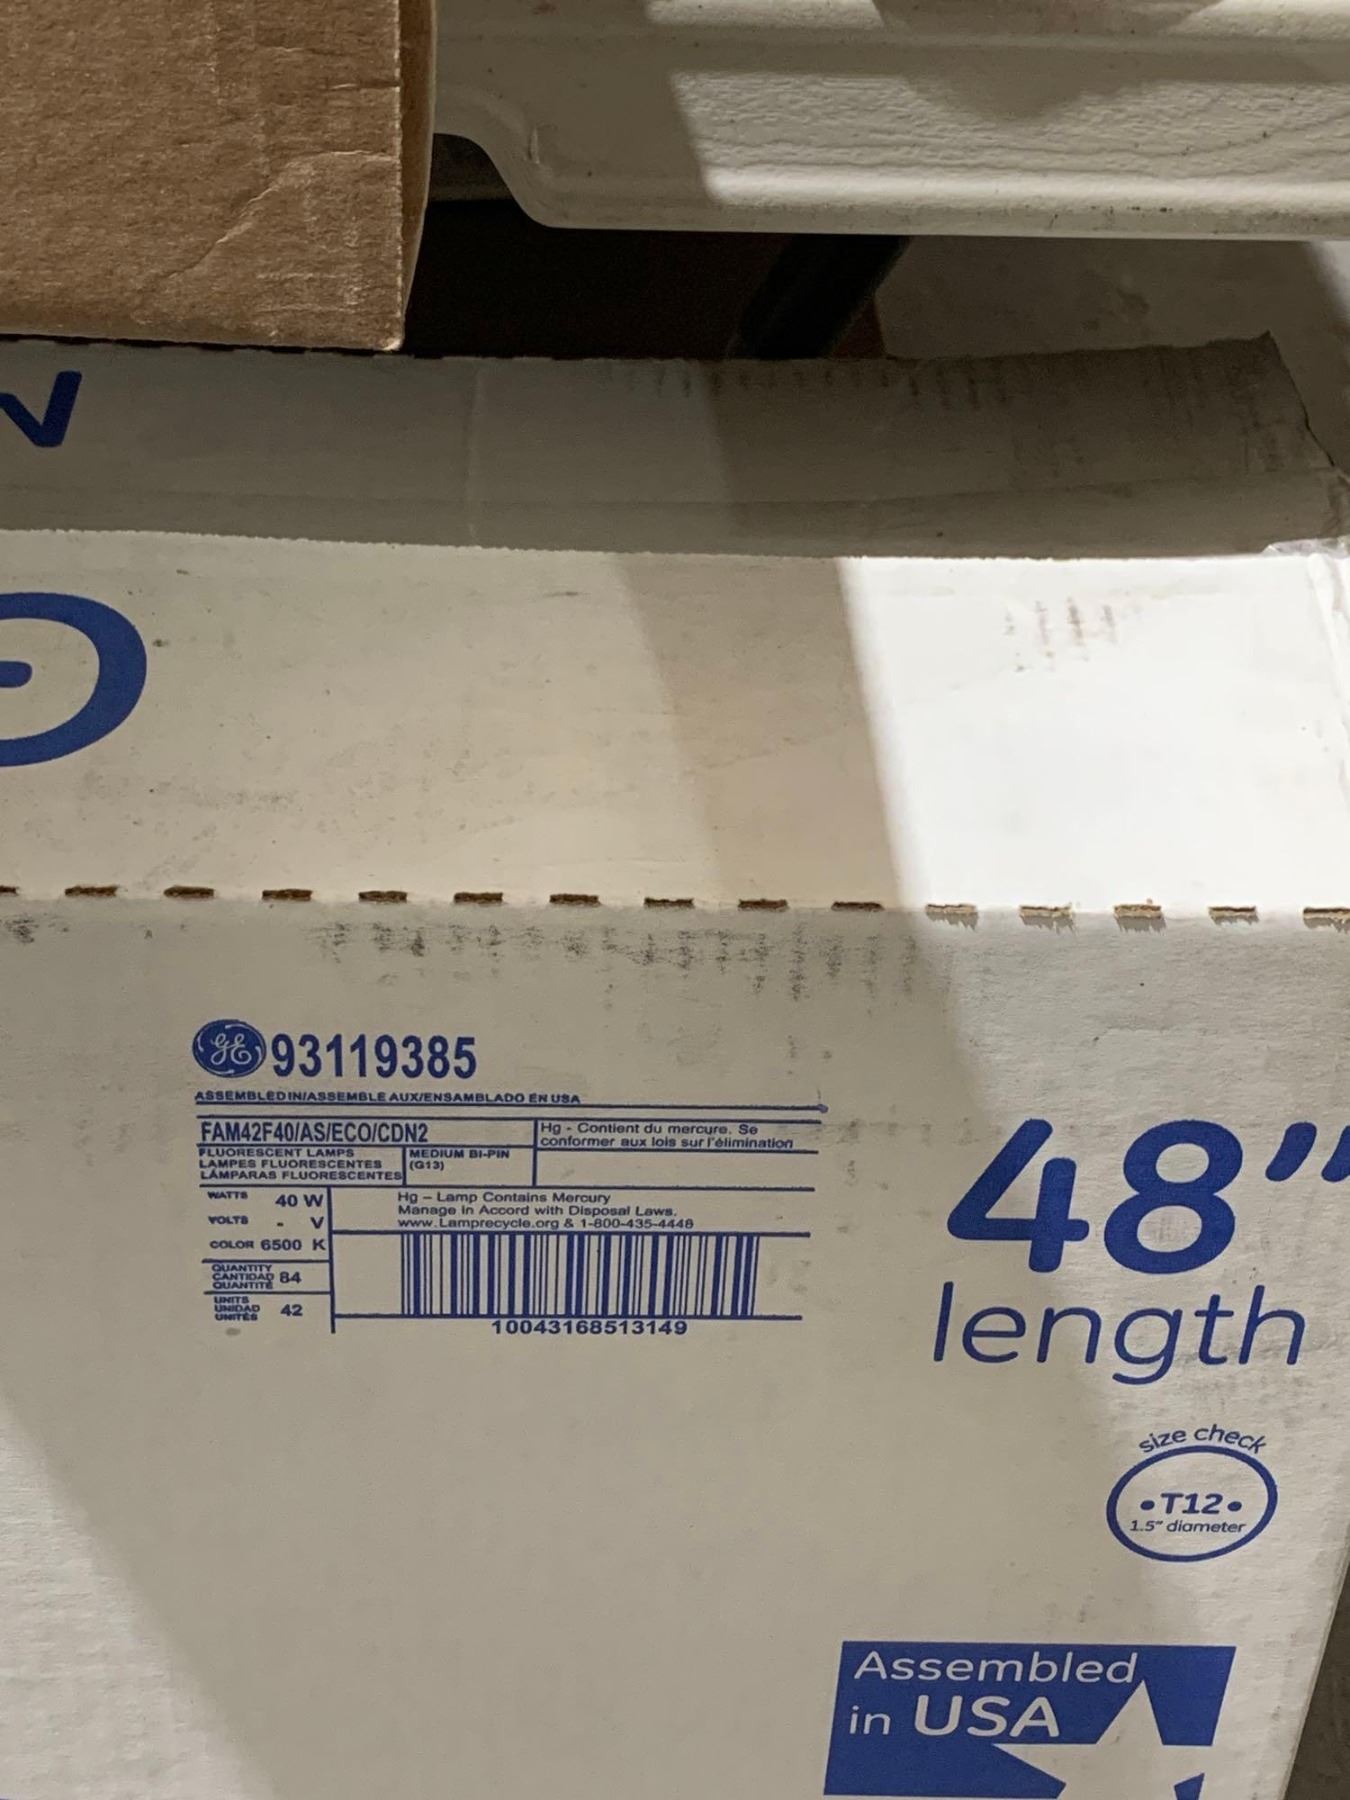 GE 93119385
ASSEMBLED IN/ASSEMBLE AUX/ENSAMBLADO EN USA
FAM42F40/AS/ECO/CDN2
Hg - Contient du mercure. Se
conformer aux lois sur l'élimination
FLUORESCENT LAMPS
LAMPES FLUORESCENTES
LÁMPARAS FLUORESCENTES
MEDIUM BI-PIN
(G13)
WATTS 40 W
VOLTS - V
COLOR 6500 K
Hg – Lamp Contains Mercury
Manage in Accord with Disposal Laws.
www.Lamprecycle.org & 1-800-435-4448
QUANTITY
CANTIDAD 84
QUANTITÉ
UNITS
UNIDAD 42
UNITÉS
10043168513149
48"
length
size check
•T12•
1.5" diameter
Assembled
in USA